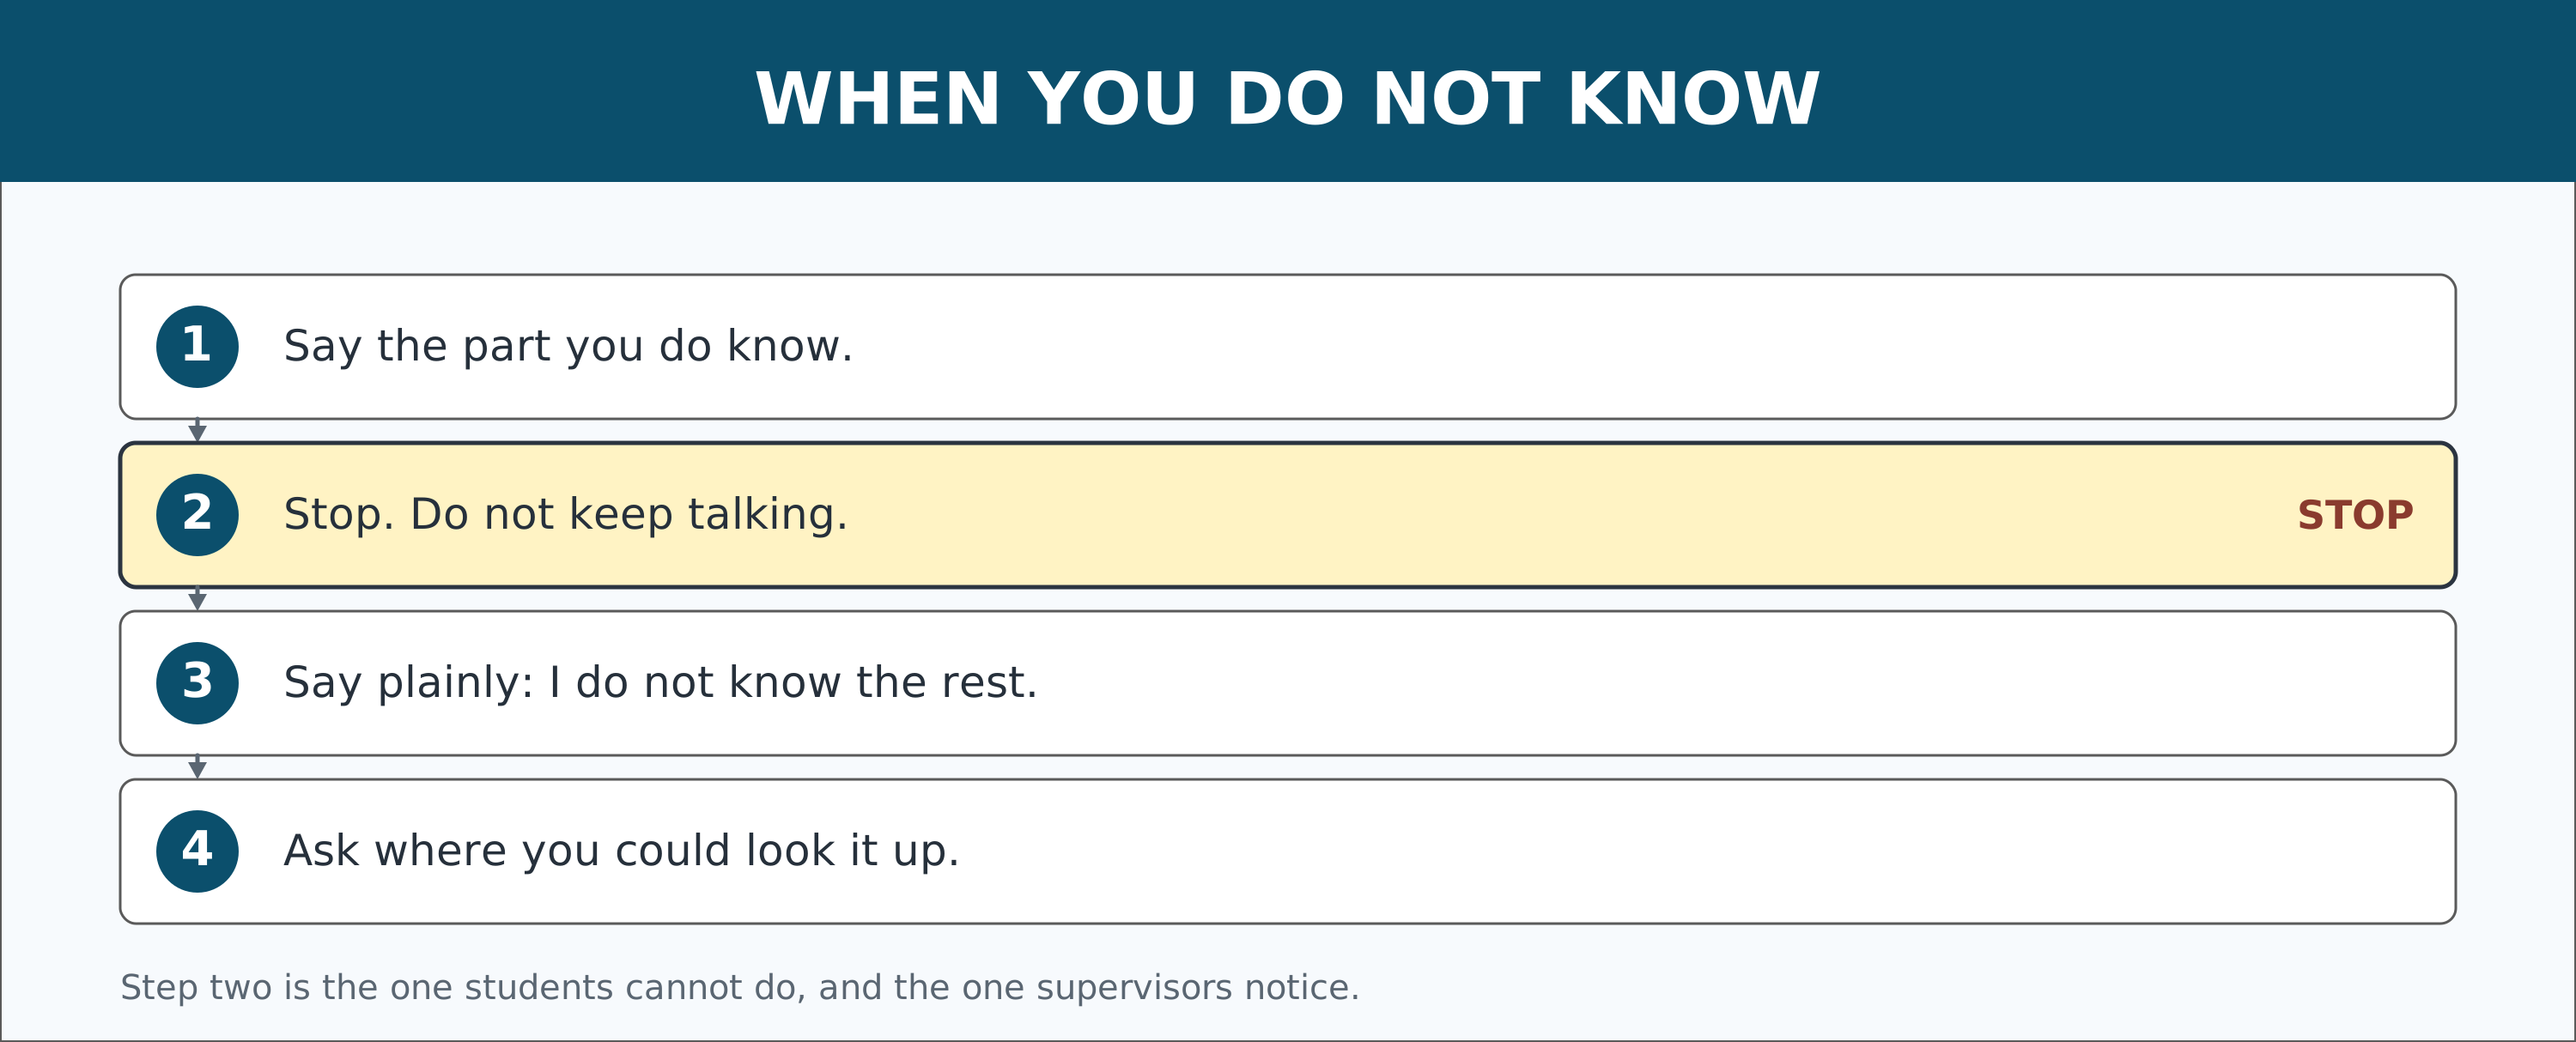 WHEN YOU DO NOT KNOW
1 Say the part you do know.
2 Stop. Do not keep talking. STOP
3 Say plainly: I do not know the rest.
4 Ask where you could look it up.
Step two is the one students cannot do, and the one supervisors notice.